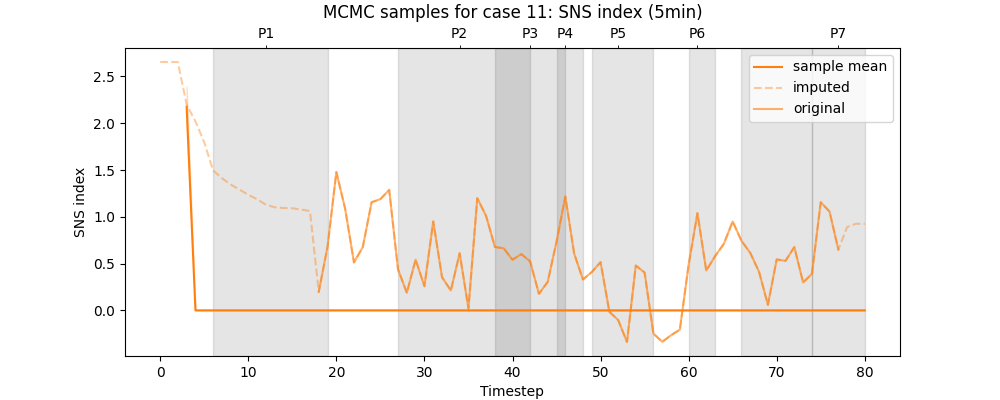 MCMC samples for case 11: SNS index (5min)
P1 P2 P3 P4 P5 P6 P7
sample mean
imputed
original
SNS index
2.5
2.0
1.5
1.0
0.5
0.0
0 10 20 30 40 50 60 70 80
Timestep